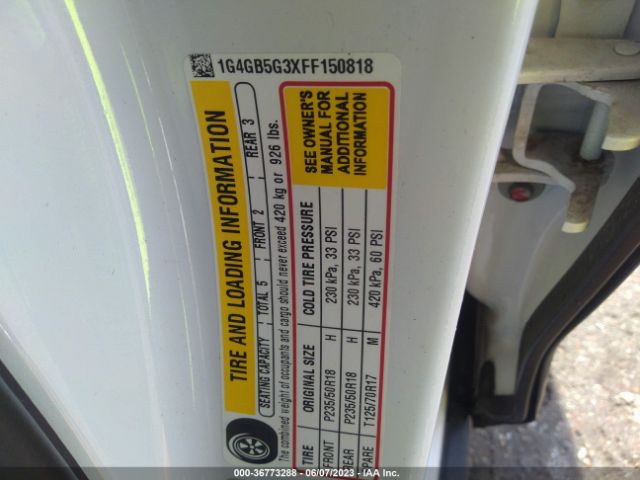 1G4GB5G3XFF150818
TIRE AND LOADING INFORMATION
SEATING CAPACITY TOTAL 5 FRONT 2 REAR 3
The combined weight of occupants and cargo should never exceed 420 kg or 926 lbs.
TIRE ORIGINAL SIZE COLD TIRE PRESSURE
FRONT P235/50R18 H 230 kPa, 33 PSI
REAR P235/50R18 H 230 kPa, 33 PSI
SPARE T125/70R17 M 420 kPa, 60 PSI
SEE OWNER'S
MANUAL FOR
ADDITIONAL
INFORMATION
000-36773288 - 06/07/2023 - IAAI.com